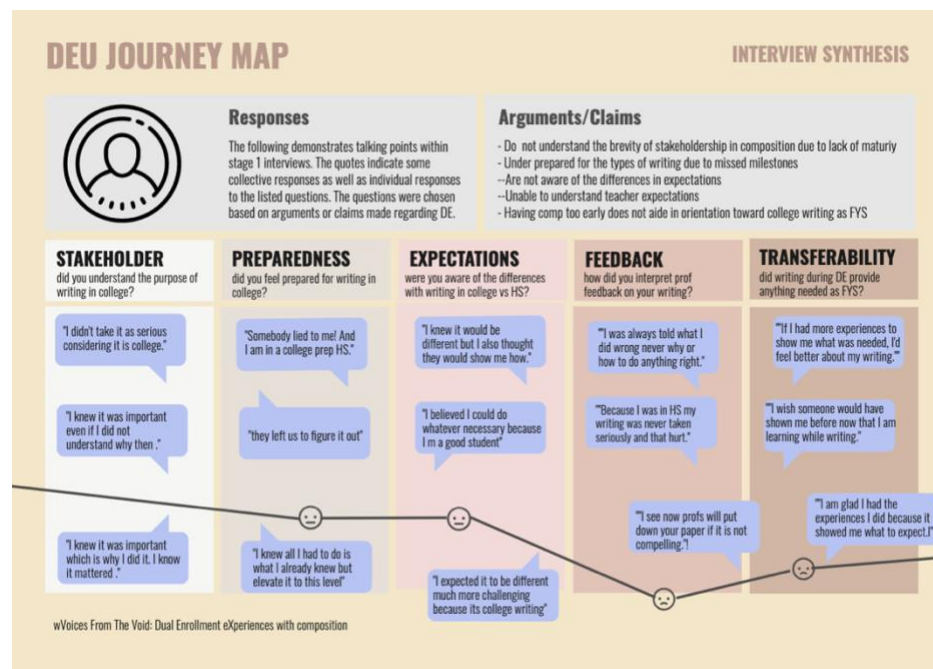 DEU JOURNEY MAP
INTERVIEW SYNTHESIS
Responses
The following demonstrates talking points within
stage 1 interviews. The quotes indicate some
collective responses as well as individual responses
to the listed questions. The questions were chosen
based on arguments or claims made regarding DE.
Arguments/Claims
- Do not understand the brevity of stakeholdership in composition due to lack of maturiy
- Under prepared for the types of writing due to missed milestones
--Are not aware of the differences in expectations
--Unable to understand teacher expectations
- Having comp too early does not aide in orientation toward college writing as FYS
STAKEHOLDER
did you understand the purpose of
writing in college?
"I didn't take it as serious
considering it is college."
"I knew it was important
even if I did not
understand why then ."
"I knew it was important
which is why I did it. I know
it mattered ."
PREPAREDNESS
did you feel prepared for writing in
college?
"Somebody lied to me! And
I am in a college prep HS."
"they left us to figure it out"
"I knew all I had to do is
what I already knew but
elevate it to this level"
EXPECTATIONS
were you aware of the differences
with writing in college vs HS?
"I knew it would be
different but I also thought
they would show me how."
"I believed I could do
whatever necessary because
I m a good student"
"I expected it to be different
much more challenging
because its college writing"
FEEDBACK
how did you interpret prof
feedback on your writing?
""I was always told what I
did wrong never why or
how to do anything right."
""Because I was in HS my
writing was never taken
seriously and that hurt."
""I see now profs will put
down your paper if it is not
compelling."!
TRANSFERABILITY
did writing during DE provide
anything needed as FYS?
""If I had more experiences to
show me what was needed, I'd
feel better about my writing.""
""I wish someone would have
shown me before now that I am
learning while writing."
""I am glad I had the
experiences I did because it
showed me what to expect.I"
wVoices From The Void: Dual Enrollment eXperiences with composition